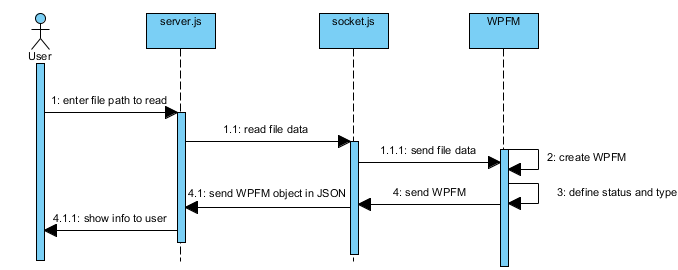 server.js
socket.js
WPFM
User
1: enter file path to read
1.1: read file data
1.1.1: send file data
2: create WPFM
3: define status and type
4: send WPFM
4.1: send WPFM object in JSON
4.1.1: show info to user